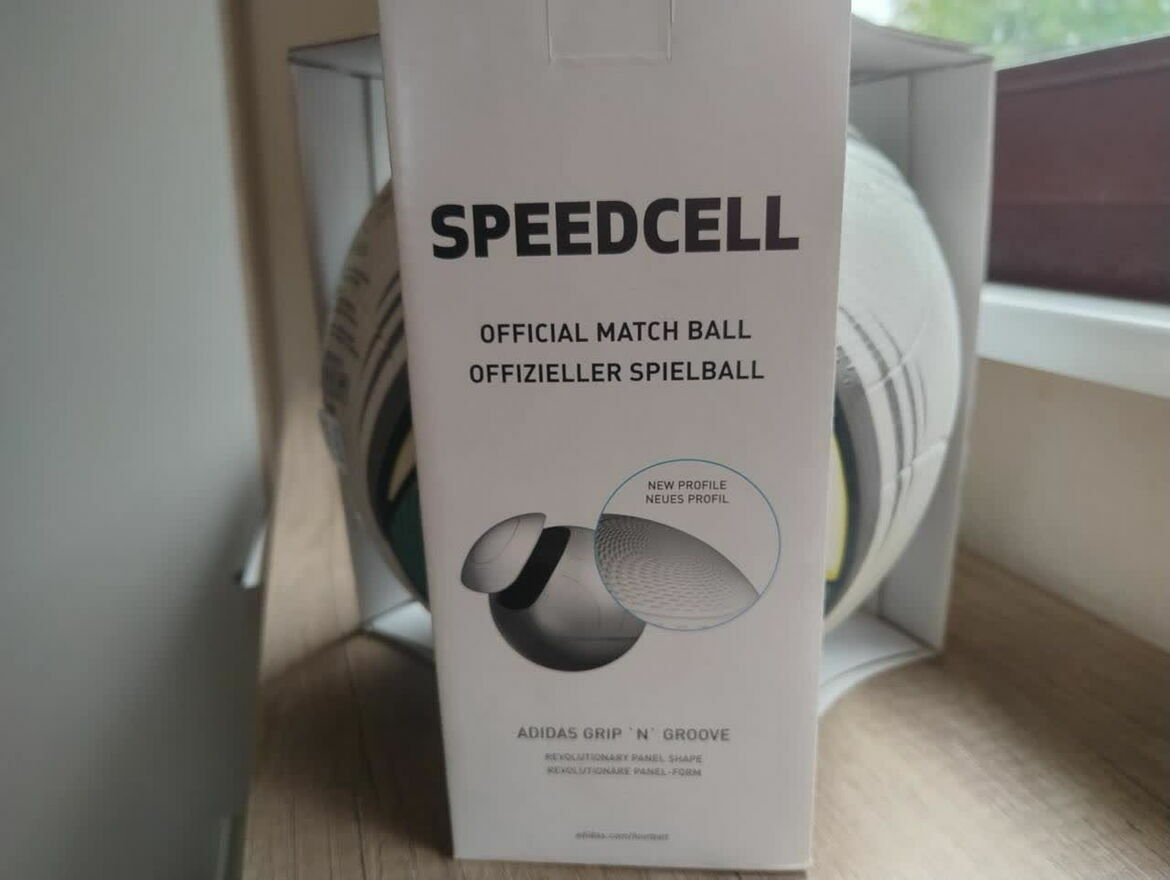 SPEEDCELL
OFFICIAL MATCH BALL
OFFIZIELLER SPIELBALL
NEW PROFILE
NEUES PROFIL
ADIDAS GRIP `N` GROOVE
REVOLUTIONARY PANEL SHAPE
REVOLUTIONÄRE PANEL-FORM